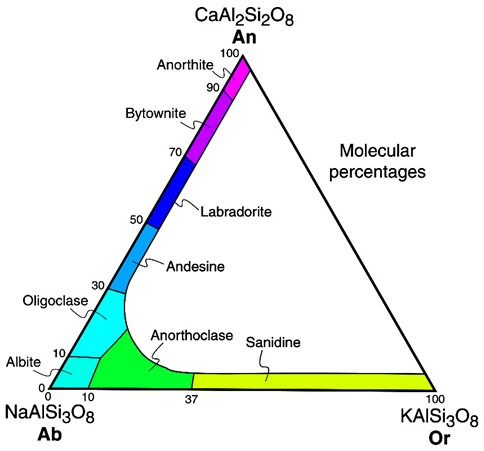 CaAl₂Si₂O₈
An
100
Anorthite
90
Bytownite
70
Molecular
percentages
50
Labradorite
Andesine
30
Oligoclase
Anorthoclase
Sanidine
10
Albite
0
0
10
37
100
NaAlSi₃O₈
Ab
KAlSi₃O₈
Or